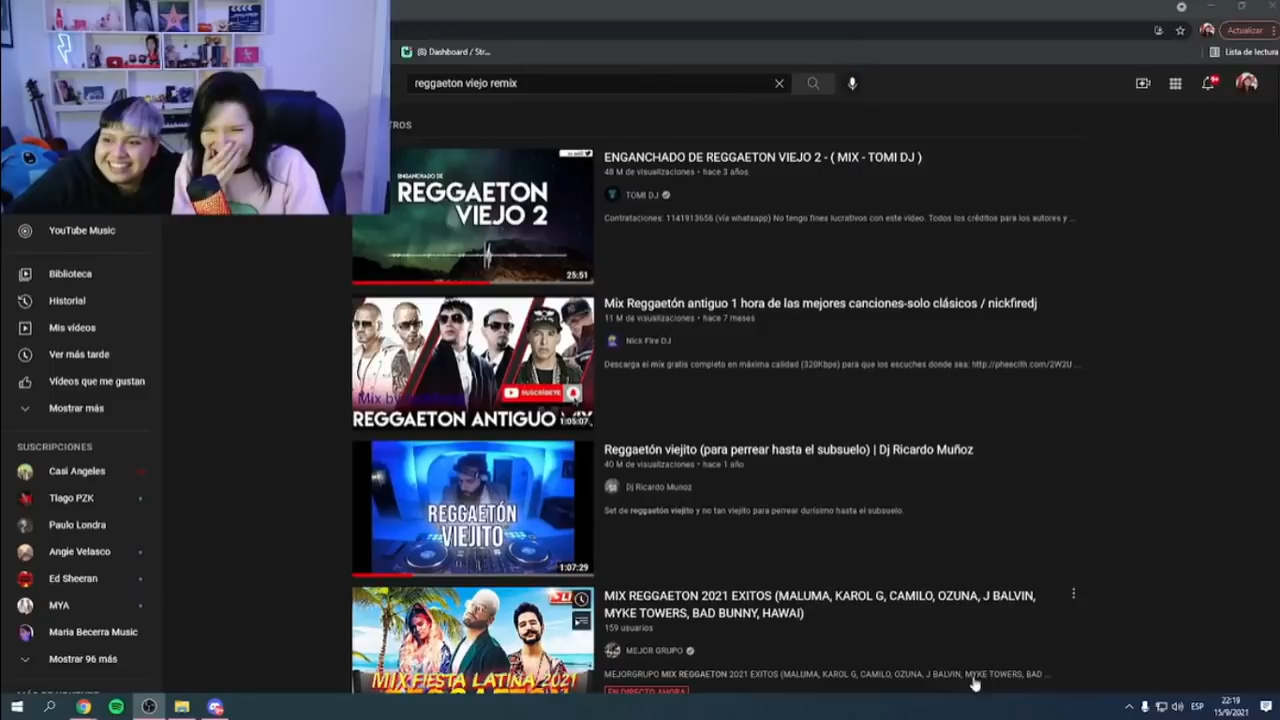 Actualizar
(8) Dashboard / Str...
Lista de lectura
reggaeton viejo remix
TROS
ENGANCHADO DE
REGGAETON
VIEJO 2
25:51
ENGANCHADO DE REGGAETON VIEJO 2 - ( MIX - TOMI DJ )
48 M de visualizaciones • hace 3 años
TOMI DJ
Contrataciones: 1141913656 (vía whatsapp) No tengo fines lucrativos con este video. Todos los créditos para los autores y ...
YouTube Music
Biblioteca
Historial
Mis vídeos
Ver más tarde
Vídeos que me gustan
Mostrar más
SUSCRIPCIONES
Casi Angeles
Tiago PZK
Paulo Londra
Angie Velasco
Ed Sheeran
MYA
Maria Becerra Music
Mostrar 96 más
SUSCRÍBETE
Mix by
REGGAETON ANTIGUO MIX
1:05:07
Mix Reggaetón antiguo 1 hora de las mejores canciones-solo clásicos / nickfiredj
11 M de visualizaciones • hace 7 meses
Nick Fire DJ
Descarga el mix gratis completo en máxima calidad (320Kbps) para que los escuches donde sea: http://pheecith.com/2W2U ...
REGGAETÓN
VIEJITO
1:07:29
Reggaetón viejito (para perrear hasta el subsuelo) | Dj Ricardo Muñoz
40 M de visualizaciones • hace 1 año
Dj Ricardo Munoz
Set de reggaetón viejito y no tan viejito para perrear durísimo hasta el subsuelo.
MIX FIESTA LATINA 2021
MIX REGGAETON 2021 EXITOS (MALUMA, KAROL G, CAMILO, OZUNA, J BALVIN,
MYKE TOWERS, BAD BUNNY, HAWAI)
159 usuarios
MEJOR GRUPO
MEJORGRUPO MIX REGGAETON 2021 EXITOS (MALUMA, KAROL G, CAMILO, OZUNA, J BALVIN, MYKE TOWERS, BAD ...
EN DIRECTO AHORA
ESP
22:19
15/9/2021